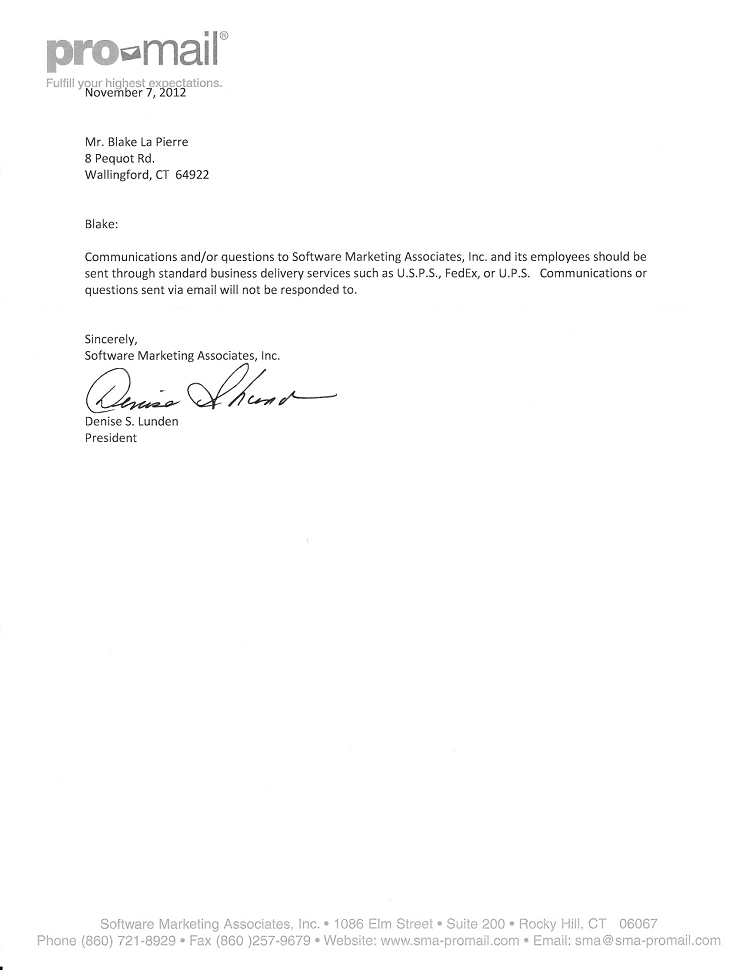 pro-mail®
Fulfill your highest expectations.
November 7, 2012
Mr. Blake La Pierre
8 Pequot Rd.
Wallingford, CT  64922
Blake:
Communications and/or questions to Software Marketing Associates, Inc. and its employees should be
sent through standard business delivery services such as U.S.P.S., FedEx, or U.P.S.   Communications or
questions sent via email will not be responded to.
Sincerely,
Software Marketing Associates, Inc.
Denise S Lunden
Denise S. Lunden
President
Software Marketing Associates, Inc. • 1086 Elm Street • Suite 200 • Rocky Hill, CT   06067
Phone (860) 721-8929 • Fax (860 )257-9679 • Website: www.sma-promail.com • Email: sma@sma-promail.com